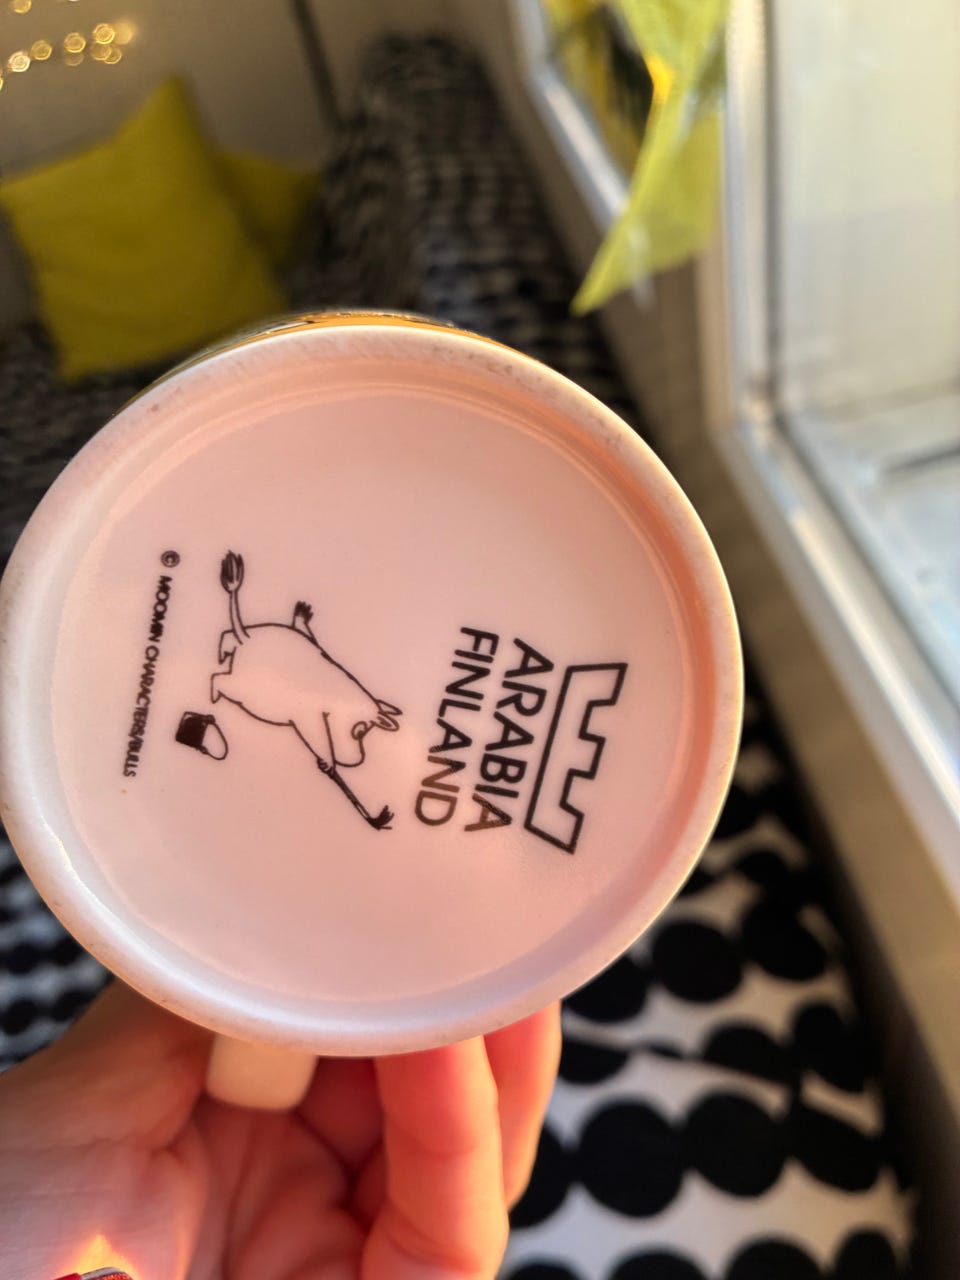 ARABIA
FINLAND
© MOOMIN CHARACTERS/BULLS